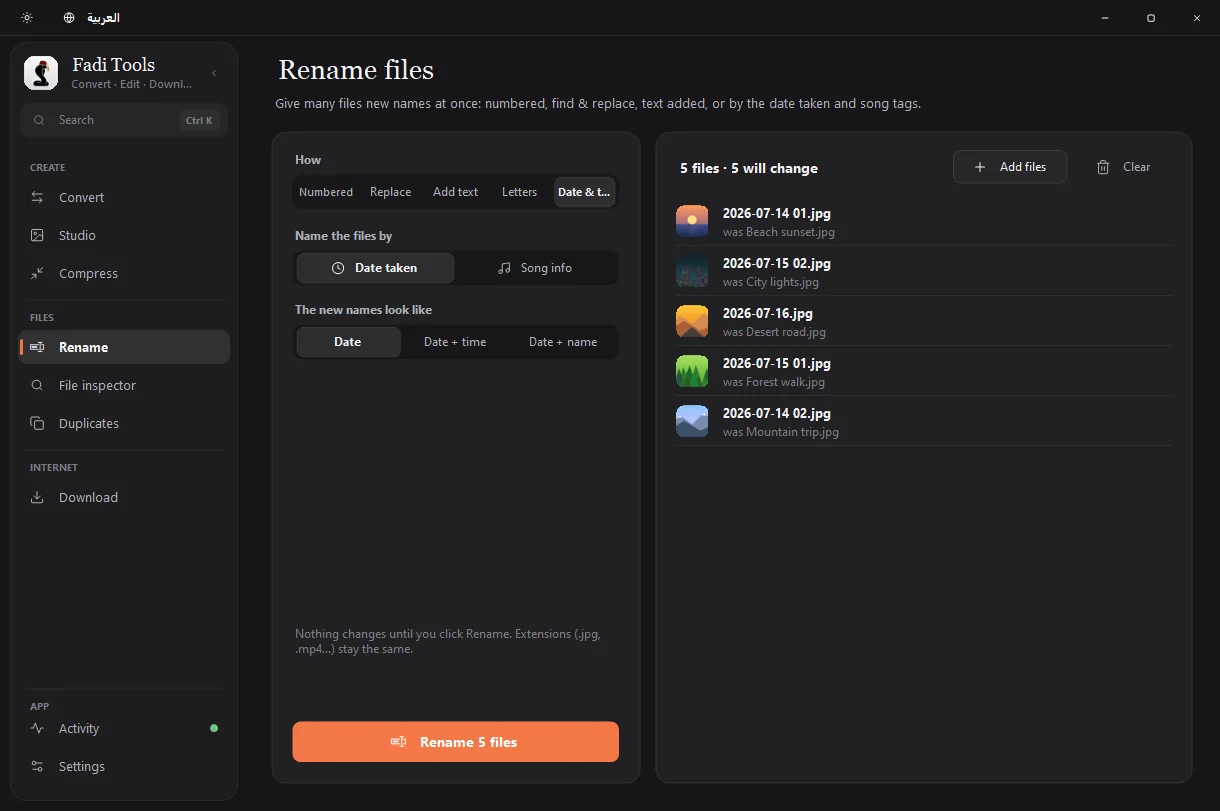 العربية
Fadi Tools
Convert · Edit · Downl...
Search
Ctrl K
CREATE
Convert
Studio
Compress
FILES
Rename
File inspector
Duplicates
INTERNET
Download
APP
Activity
Settings
Rename files
Give many files new names at once: numbered, find & replace, text added, or by the date taken and song tags.
How
Numbered Replace Add text Letters Date & t...
Name the files by
Date taken Song info
The new names look like
Date Date + time Date + name
Nothing changes until you click Rename. Extensions (.jpg,
.mp4...) stay the same.
Rename 5 files
5 files · 5 will change
Add files Clear
2026-07-14 01.jpg
was Beach sunset.jpg
2026-07-15 02.jpg
was City lights.jpg
2026-07-16.jpg
was Desert road.jpg
2026-07-15 01.jpg
was Forest walk.jpg
2026-07-14 02.jpg
was Mountain trip.jpg